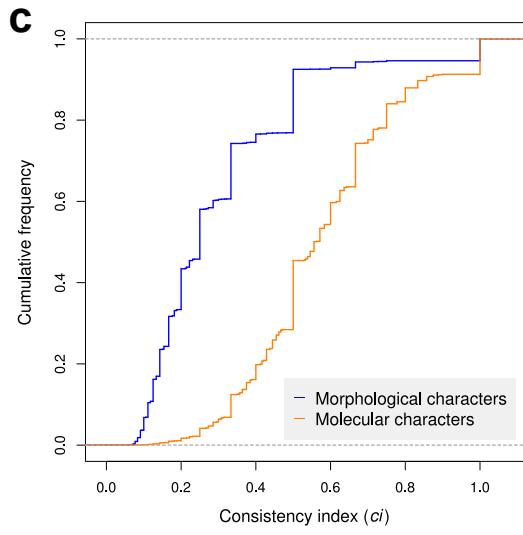 c
1.0
0.8
0.6
0.4
0.2
0.0
Cumulative frequency
Morphological characters
Molecular characters
0.0 0.2 0.4 0.6 0.8 1.0
Consistency index (ci)